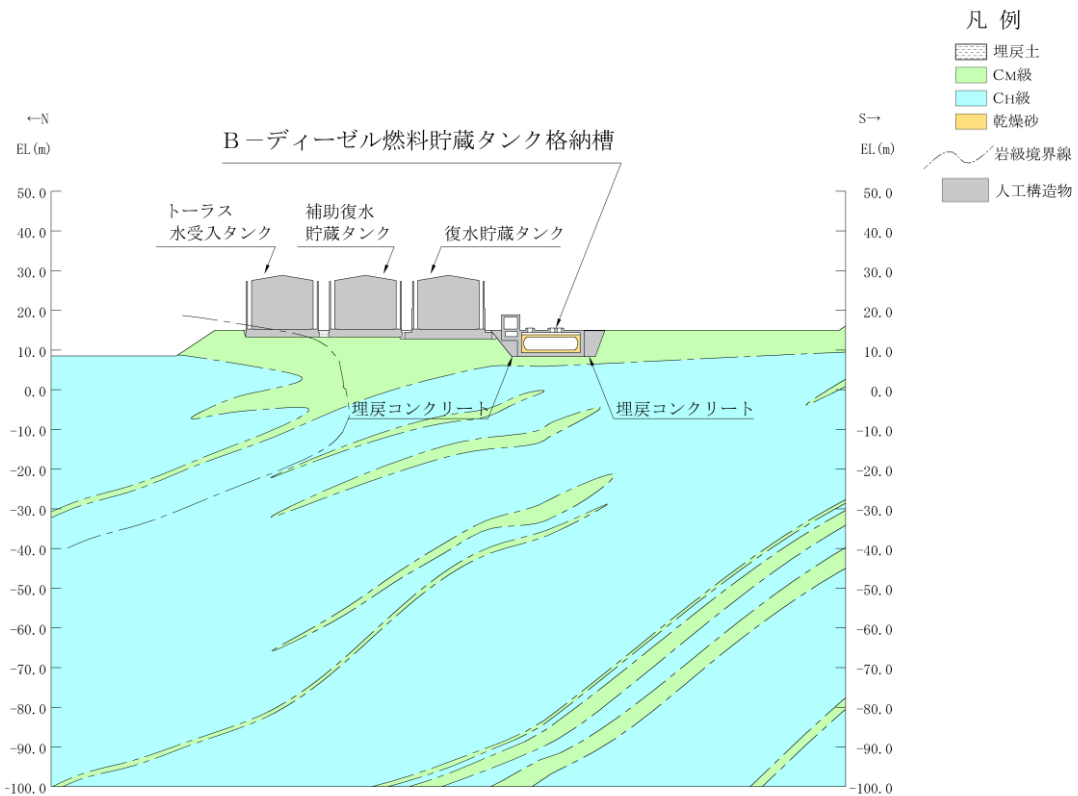 凡 例
埋戻土
CM級
CH級
乾燥砂
岩級境界線
人工構造物
←N
EL(m)
S→
EL(m)
B－ディーゼル燃料貯蔵タンク格納槽
トーラス
水受入タンク
補助復水
貯蔵タンク
復水貯蔵タンク
埋戻コンクリート
埋戻コンクリート
50.0
40.0
30.0
20.0
10.0
0.0
-10.0
-20.0
-30.0
-40.0
-50.0
-60.0
-70.0
-80.0
-90.0
-100.0
50.0
40.0
30.0
20.0
10.0
0.0
-10.0
-20.0
-30.0
-40.0
-50.0
-60.0
-70.0
-80.0
-90.0
-100.0